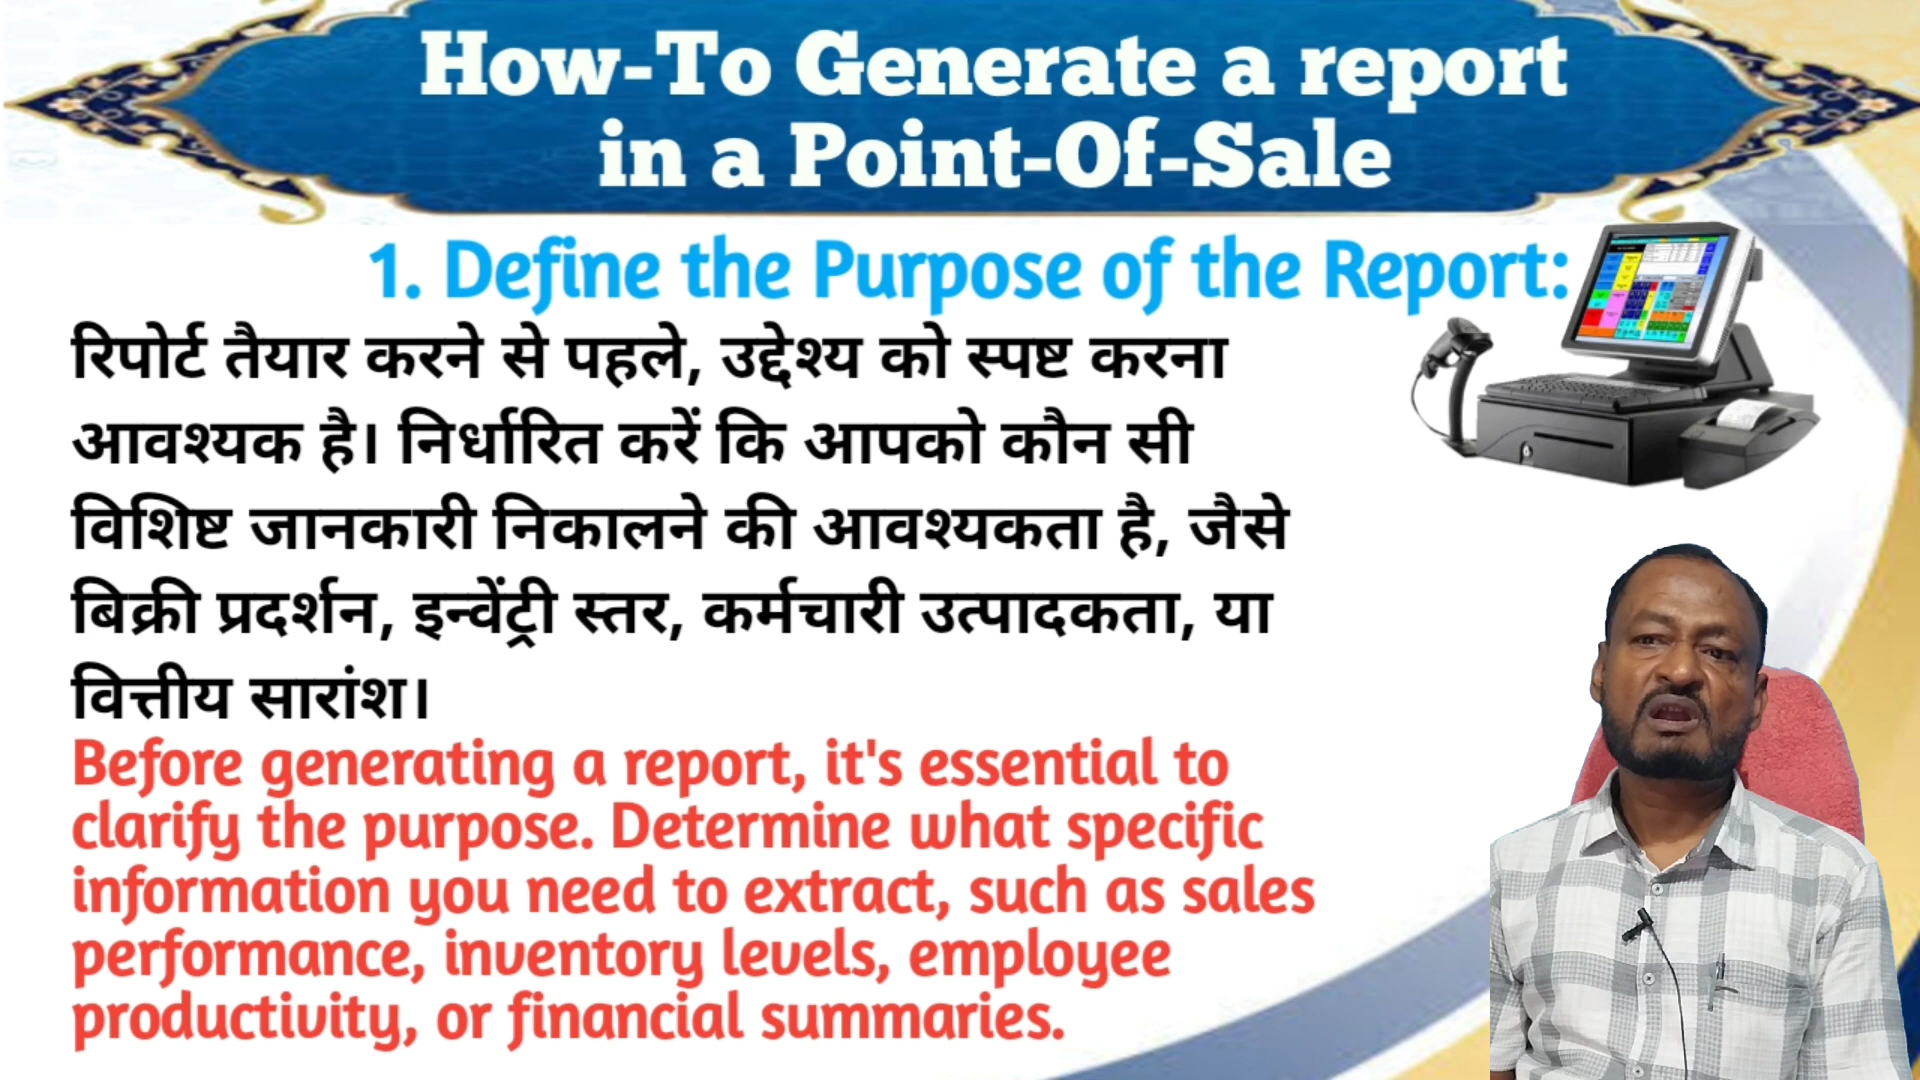 How-To Generate a report
in a Point-Of-Sale
1. Define the Purpose of the Report:
रिपोर्ट तैयार करने से पहले, उद्देश्य को स्पष्ट करना
आवश्यक है। निर्धारित करें कि आपको कौन सी
विशिष्ट जानकारी निकालने की आवश्यकता है, जैसे
बिक्री प्रदर्शन, इन्वेंट्री स्तर, कर्मचारी उत्पादकता, या
वित्तीय सारांश।
Before generating a report, it's essential to
clarify the purpose. Determine what specific
information you need to extract, such as sales
performance, inventory levels, employee
productivity, or financial summaries.